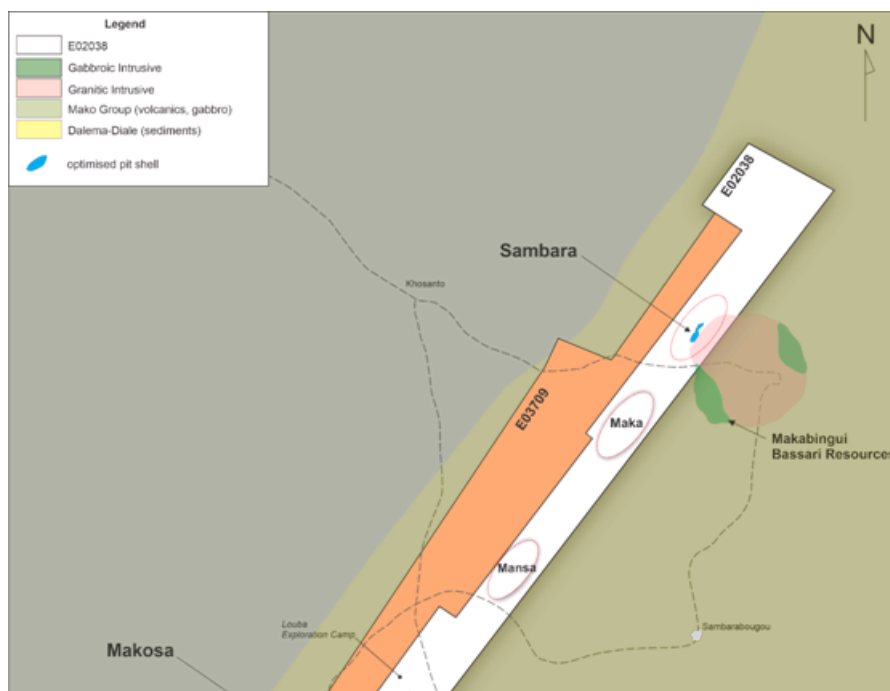 Legend
E02038
Gabbroic Intrusive
Granitic Intrusive
Mako Group (volcanics, gabbro)
Dalema-Diale (sediments)
optimised pit shell
N
E02038
Sambara
Khosanto
E03709
Maka
Makabingui
Bassari Resources
Mansa
Louba
Exploration Camp
Sambarabougou
Makosa